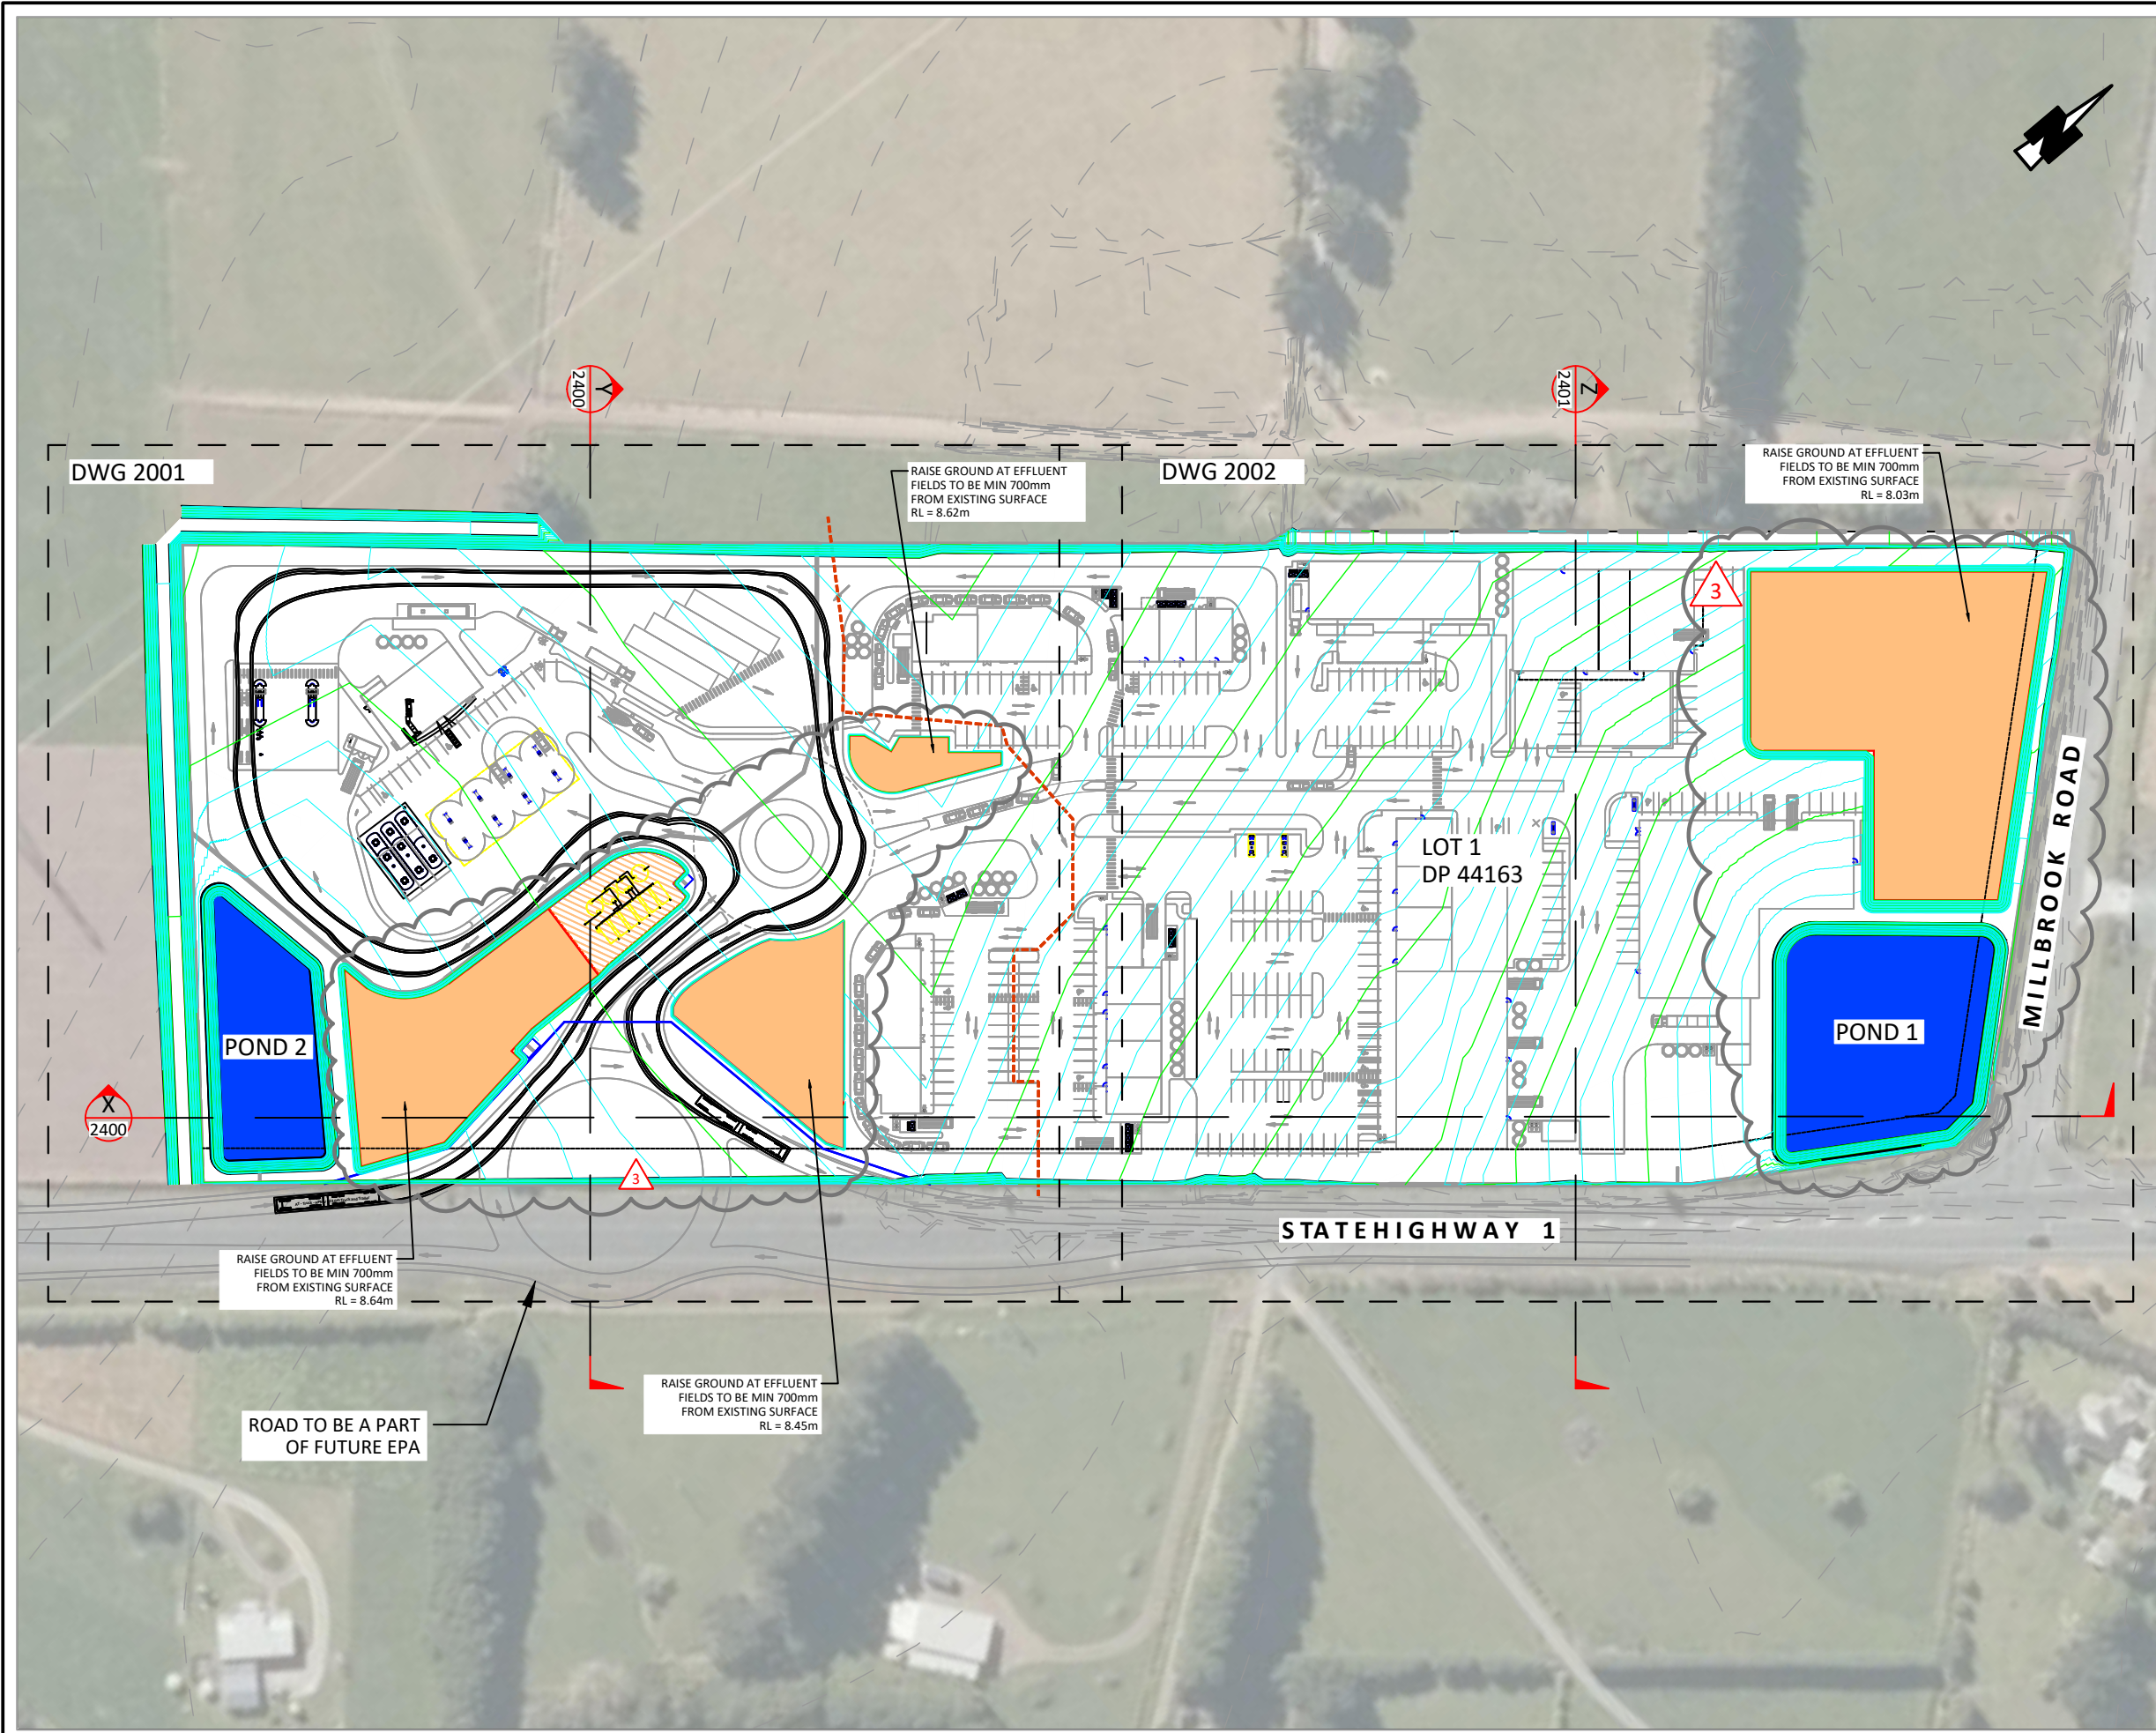 2400
Y
2401
Z
DWG 2001
RAISE GROUND AT EFFLUENT
FIELDS TO BE MIN 700mm
FROM EXISTING SURFACE
RL = 8.62m
DWG 2002
RAISE GROUND AT EFFLUENT
FIELDS TO BE MIN 700mm
FROM EXISTING SURFACE
RL = 8.03m
3
LOT 1
DP 44163
MILLBROOK ROAD
POND 2
POND 1
X
2400
3
STATEHIGHWAY 1
RAISE GROUND AT EFFLUENT
FIELDS TO BE MIN 700mm
FROM EXISTING SURFACE
RL = 8.64m
RAISE GROUND AT EFFLUENT
FIELDS TO BE MIN 700mm
FROM EXISTING SURFACE
RL = 8.45m
ROAD TO BE A PART
OF FUTURE EPA